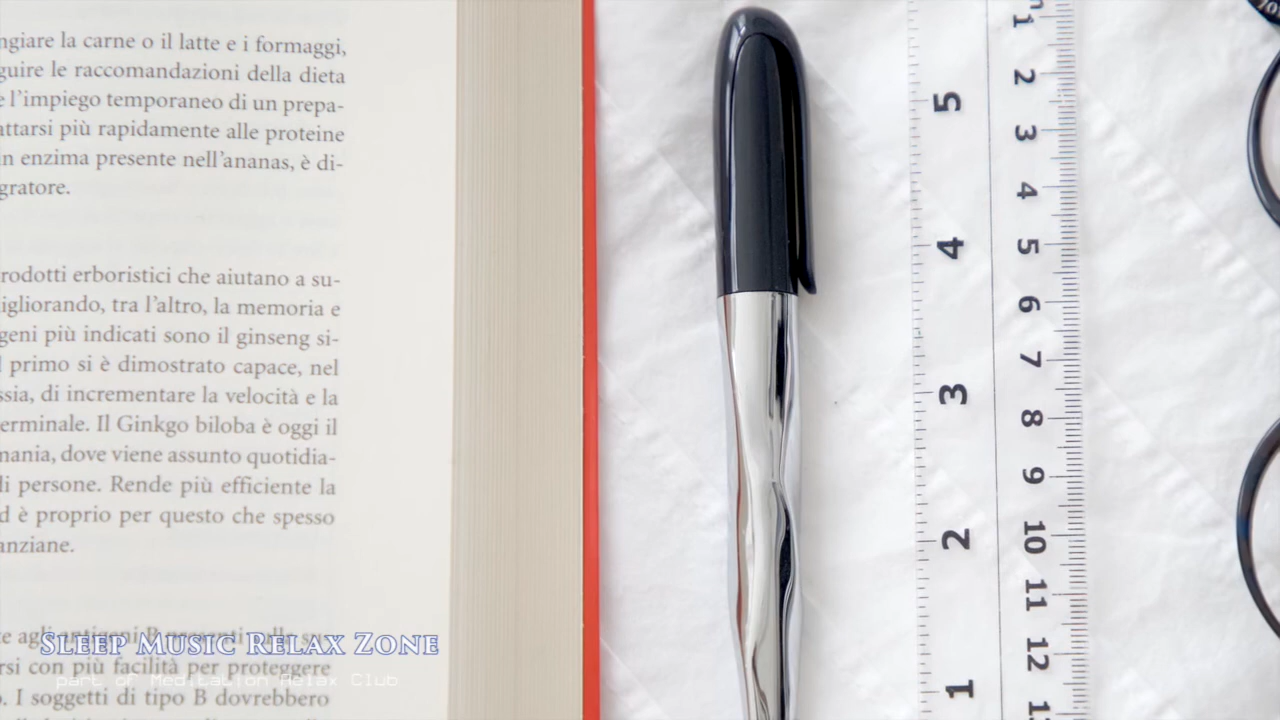 ngiare la carne o il latte e i formaggi,
guire le raccomandazioni della dieta
e l'impiego temporaneo di un prepa-
attarsi più rapidamente alle proteine
in enzima presente nell'ananas, è di-
gratore.
rodotti erboristici che aiutano a su-
igliorando, tra l'altro, la memoria e
geni più indicati sono il ginseng si-
l primo si è dimostrato capace, nel
ssia, di incrementare la velocità e la
erminale. Il Ginkgo biloba è oggi il
mania, dove viene assunto quotidia-
di persone. Rende più efficiente la
d è proprio per questo che spesso
anziane.
te agli
rsi con più facilità per proteggere
o. I soggetti di tipo B dovrebbero
Sleep Music Relax Zone
part of Meditation Relax Club
5
4
3
2
1
1
2
3
4
5
6
7
8
9
10
11
12